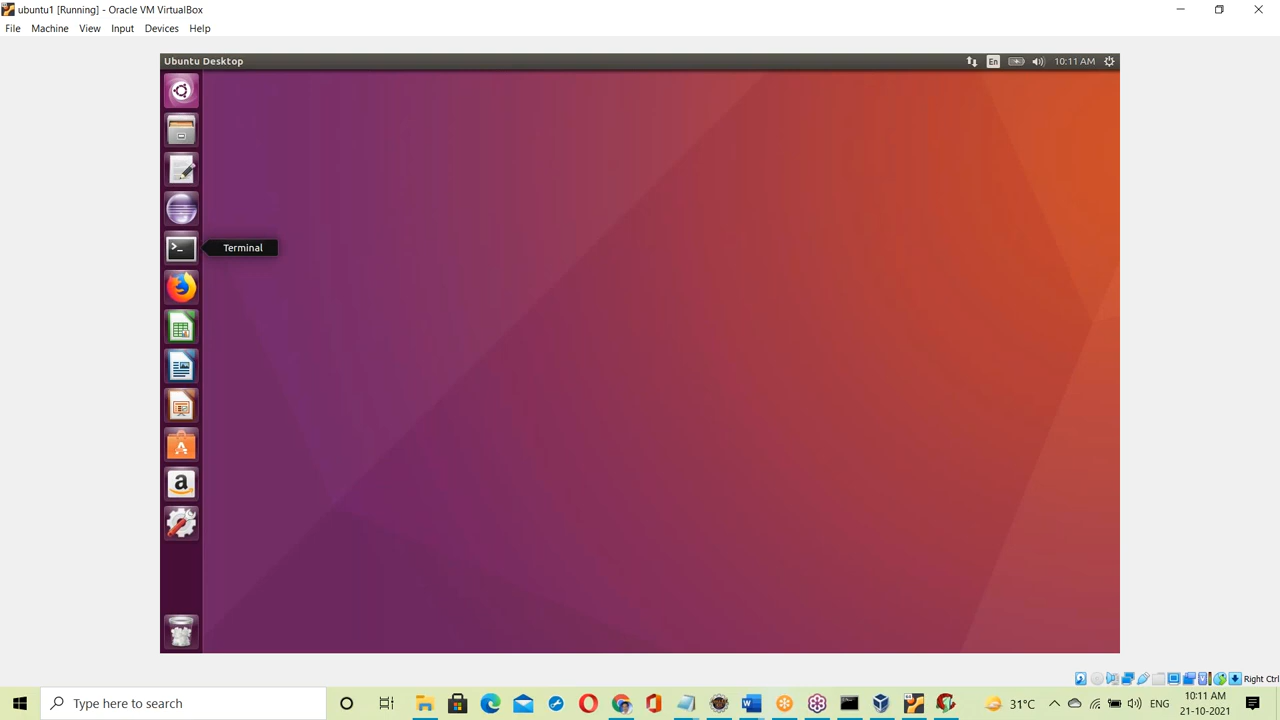 ubuntu1 [Running] - Oracle VM VirtualBox
File Machine View Input Devices Help
Ubuntu Desktop
En
10:11 AM
Terminal
Right Ctrl
Type here to search
31°C
ENG
10:11 AM
21-10-2021